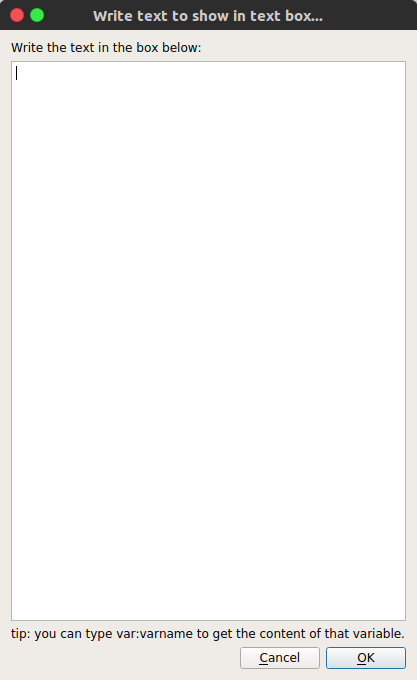 Write text to show in text box...
Write the text in the box below:
tip: you can type var:varname to get the content of that variable.
Cancel
OK